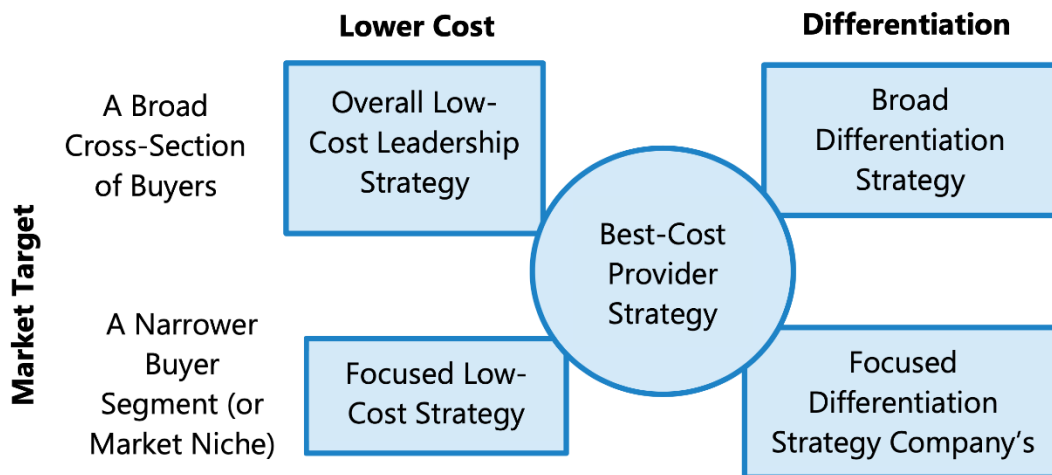 Lower Cost
Differentiation
Market Target
A Broad
Cross-Section
of Buyers
Overall Low-
Cost Leadership
Strategy
Broad
Differentiation
Strategy
Best-Cost
Provider
Strategy
A Narrower
Buyer
Segment (or
Market Niche)
Focused Low-
Cost Strategy
Focused
Differentiation
Strategy Company’s